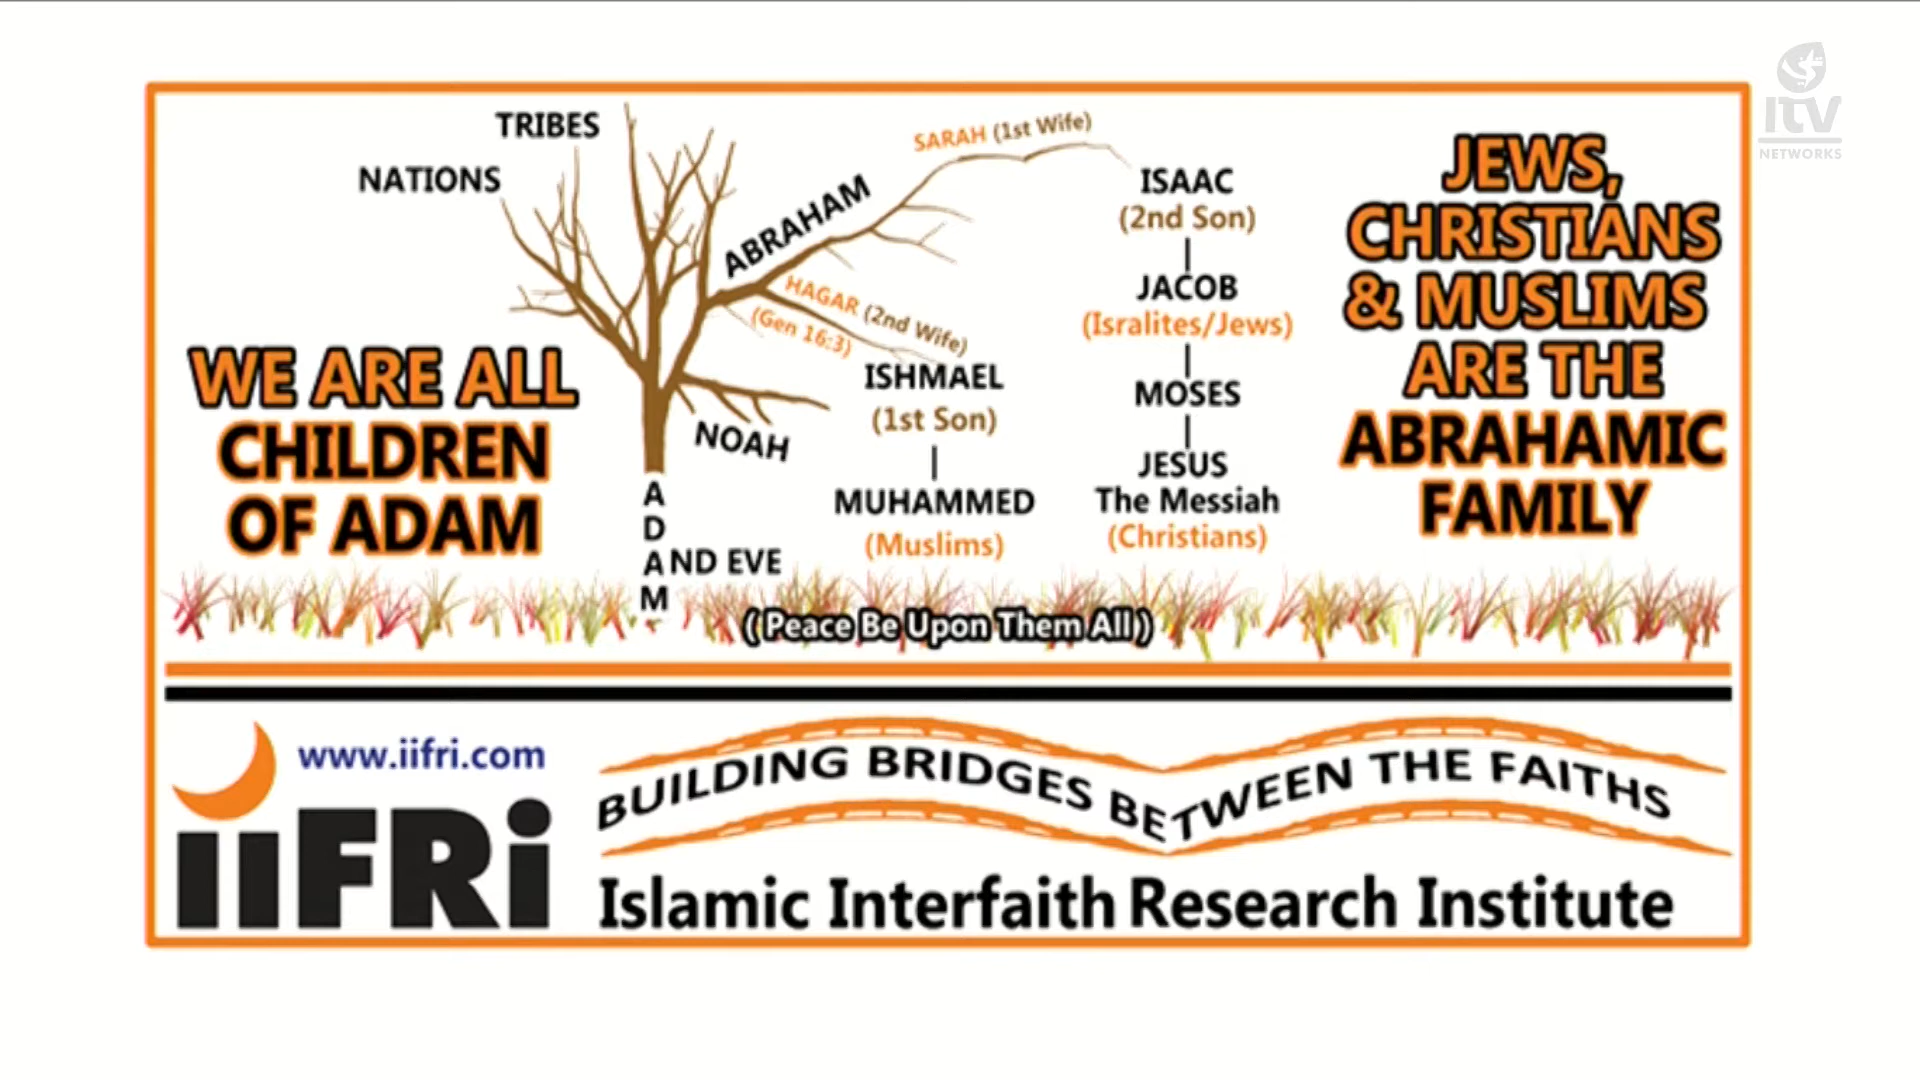 ITV
NETWORKS
TRIBES
NATIONS
ABRAHAM
SARAH (1st Wife)
HAGAR (2nd Wife)
(Gen 16:3)
NOAH
ISHMAEL
(1st Son)
MUHAMMED
(Muslims)
ISAAC
(2nd Son)
JACOB
(Isralites/Jews)
MOSES
JESUS
The Messiah
(Christians)
WE ARE ALL
CHILDREN
OF ADAM
JEWS,
CHRISTIANS
& MUSLIMS
ARE THE
ABRAHAMIC
FAMILY
ADAM
AND EVE
( Peace Be Upon Them All )
www.iifri.com
iiFRi
BUILDING BRIDGES BETWEEN THE FAITHS
Islamic Interfaith Research Institute